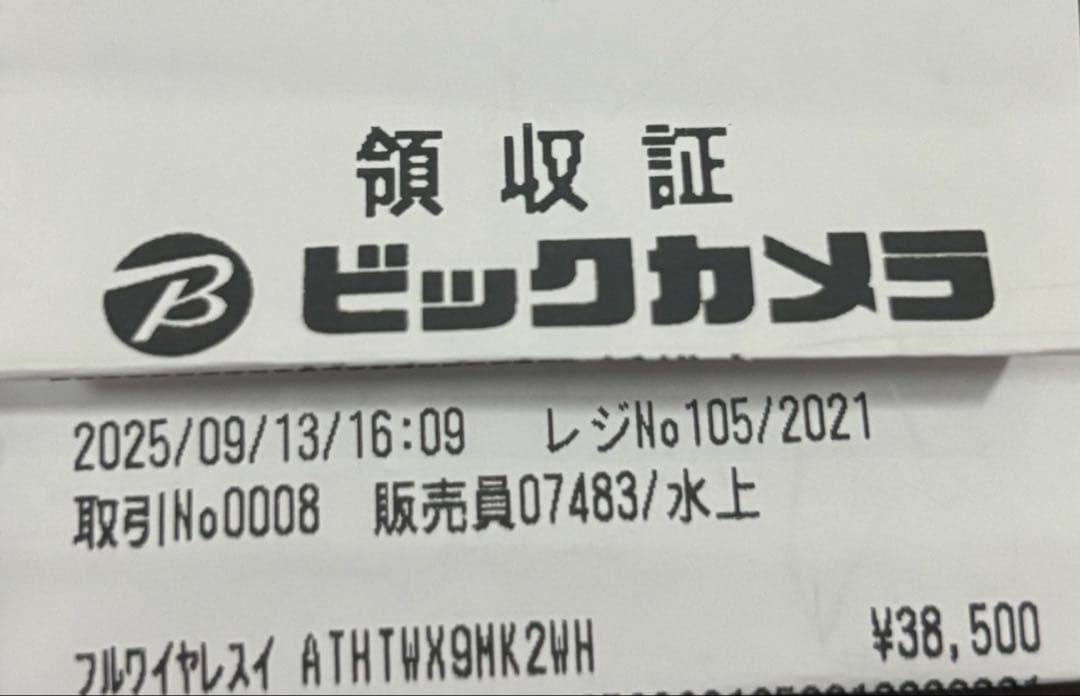 領収証
ビックカメラ
2025/09/13/16:09 レジNo105/2021
取引No0008 販売員07483/水上
フルワイヤレスイ ATHTWX9MK2WH ¥38,500